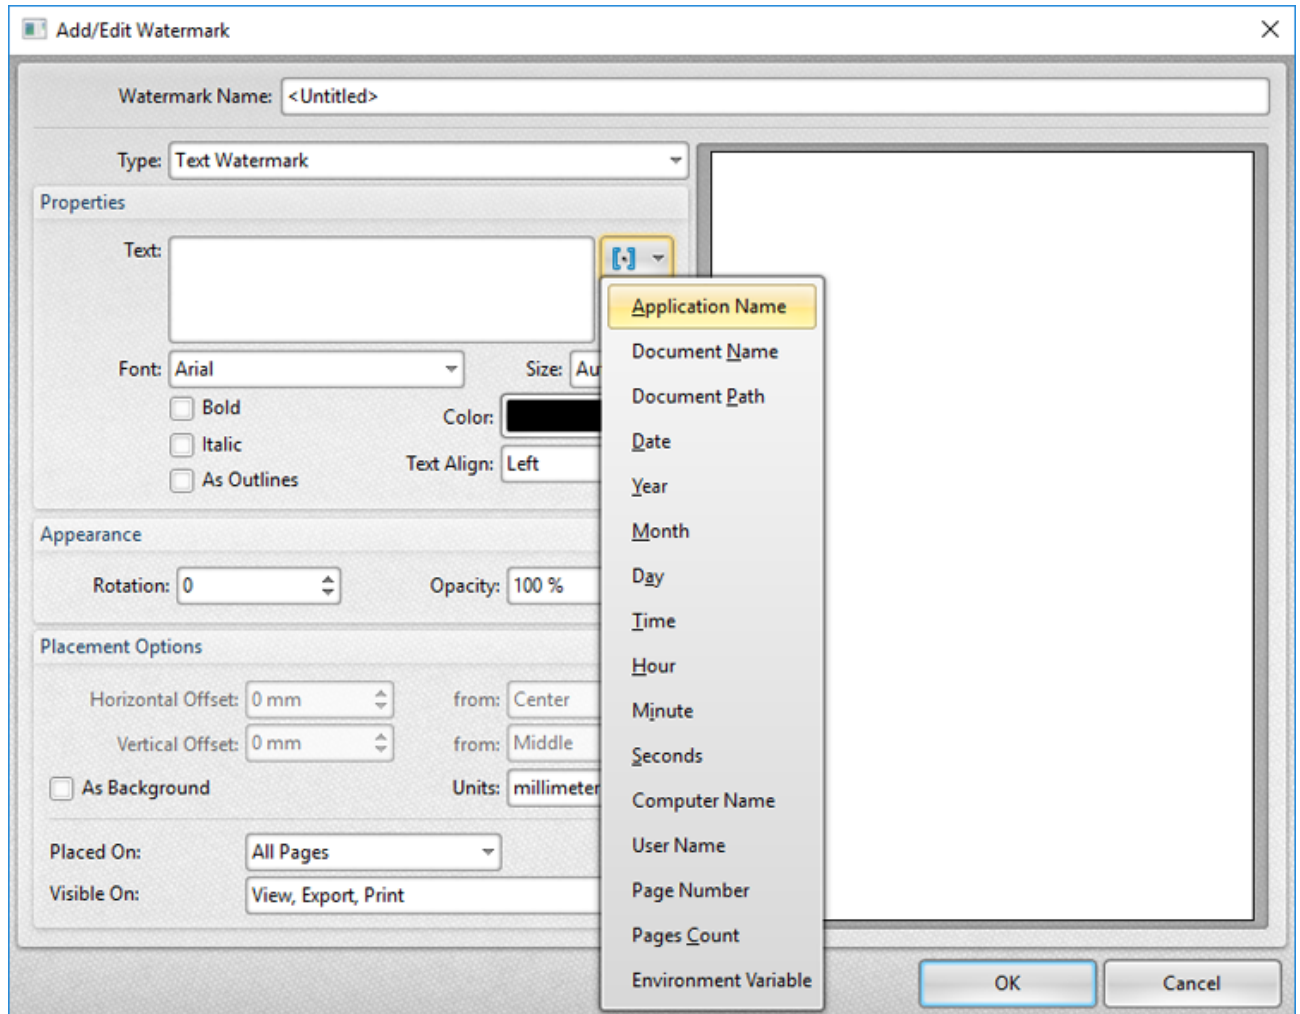 Add/Edit Watermark
Watermark Name: <Untitled>
Type: Text Watermark
Properties
Text:
Font: Arial
Size: Au
Bold
Color:
Italic
Text Align: Left
As Outlines
Appearance
Rotation: 0
Opacity: 100 %
Placement Options
Horizontal Offset: 0 mm
from: Center
Vertical Offset: 0 mm
from: Middle
As Background
Units: millimeter
Placed On: All Pages
Visible On: View, Export, Print
Application Name
Document Name
Document Path
Date
Year
Month
Day
Time
Hour
Minute
Seconds
Computer Name
User Name
Page Number
Pages Count
Environment Variable
OK
Cancel